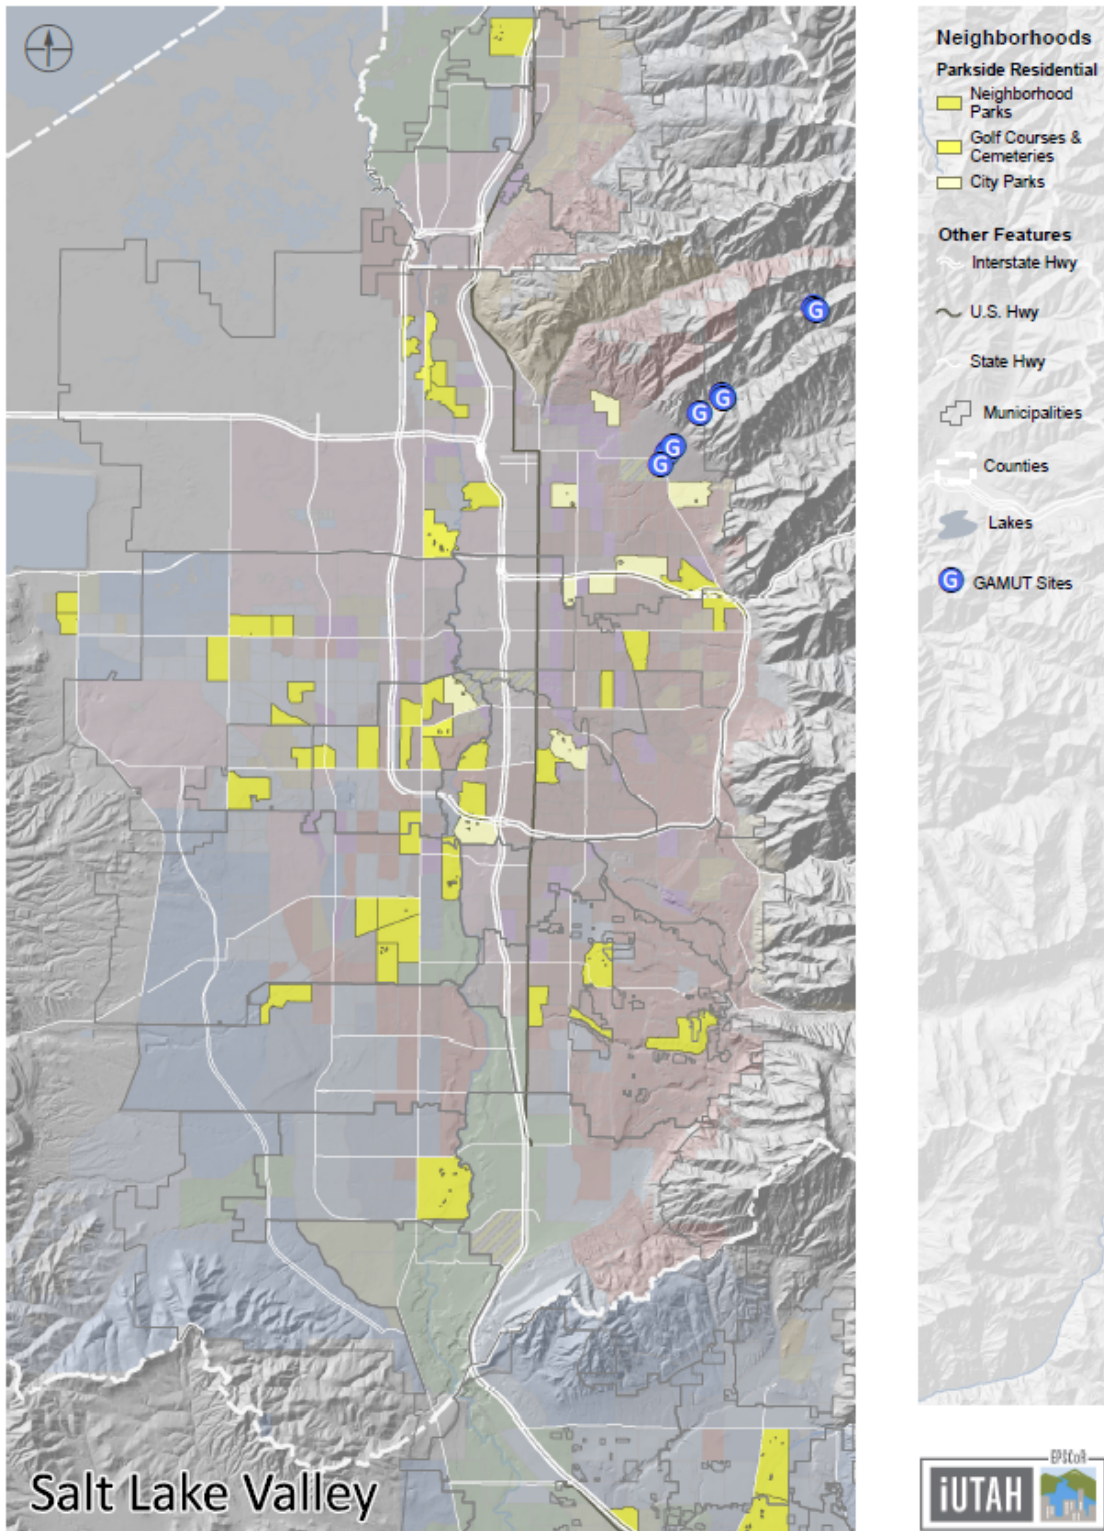 Neighborhoods
Parkside Residential
Neighborhood
Parks
Golf Courses &
Cemeteries
City Parks
Other Features
Interstate Hwy
U.S. Hwy
State Hwy
Municipalities
Counties
Lakes
G GAMUT Sites
G
G
G
G
G
Salt Lake Valley
EPSCoR
iUTAH